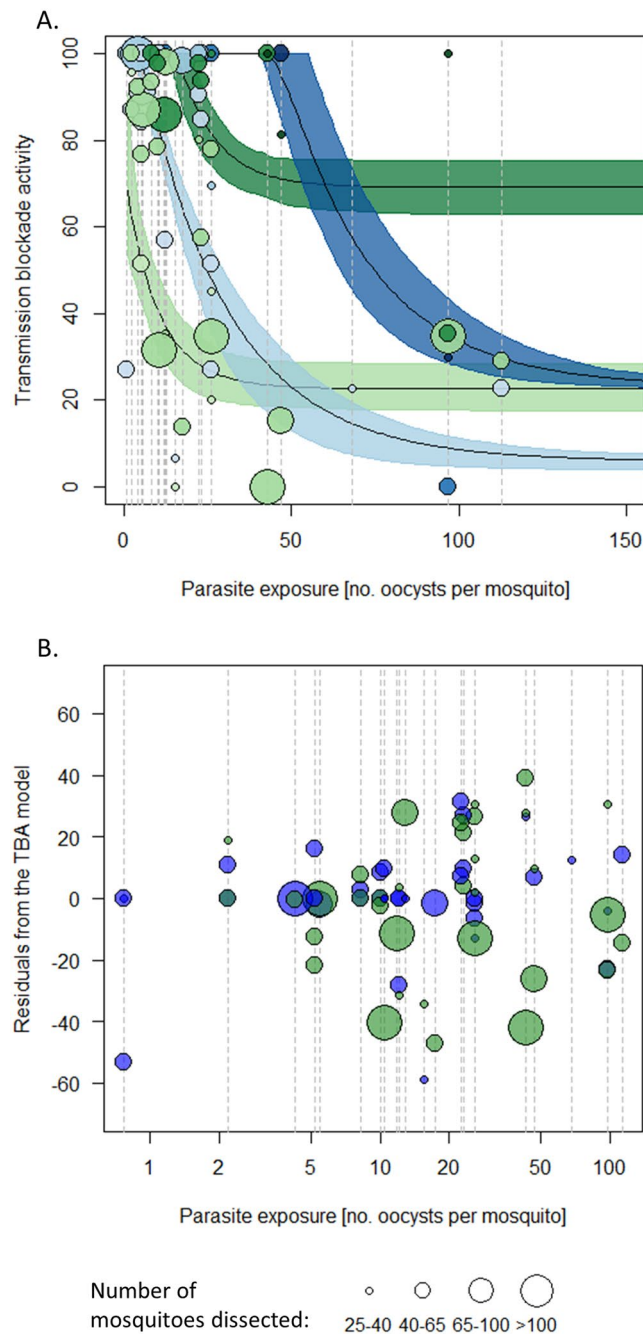 A.
Transmission blockade activity
100
80
60
40
20
0
0 50 100 150
Parasite exposure [no. oocysts per mosquito]
B.
Residuals from the TBA model
60
40
20
0
-20
-40
-60
1 2 5 10 20 50 100
Parasite exposure [no. oocysts per mosquito]
Number of
mosquitoes dissected:
25-40 40-65 65-100 >100